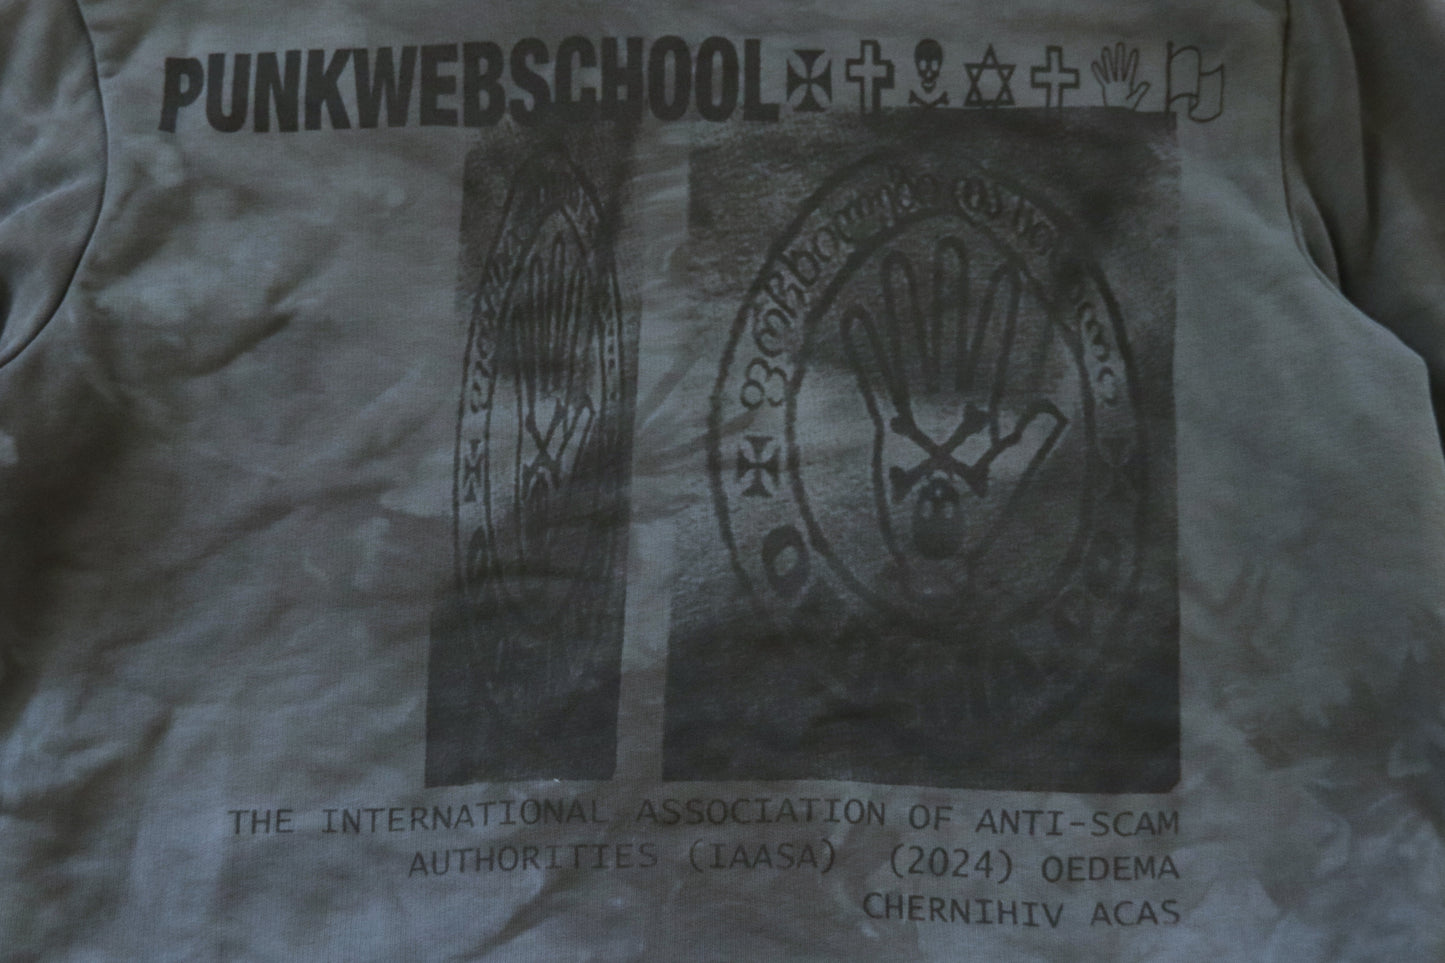 PUNKWEBSCHOOL
THE INTERNATIONAL ASSOCIATION OF ANTI-SCAM
AUTHORITIES (IAASA) (2024) OEDEMA
CHERNIHIV ACAS